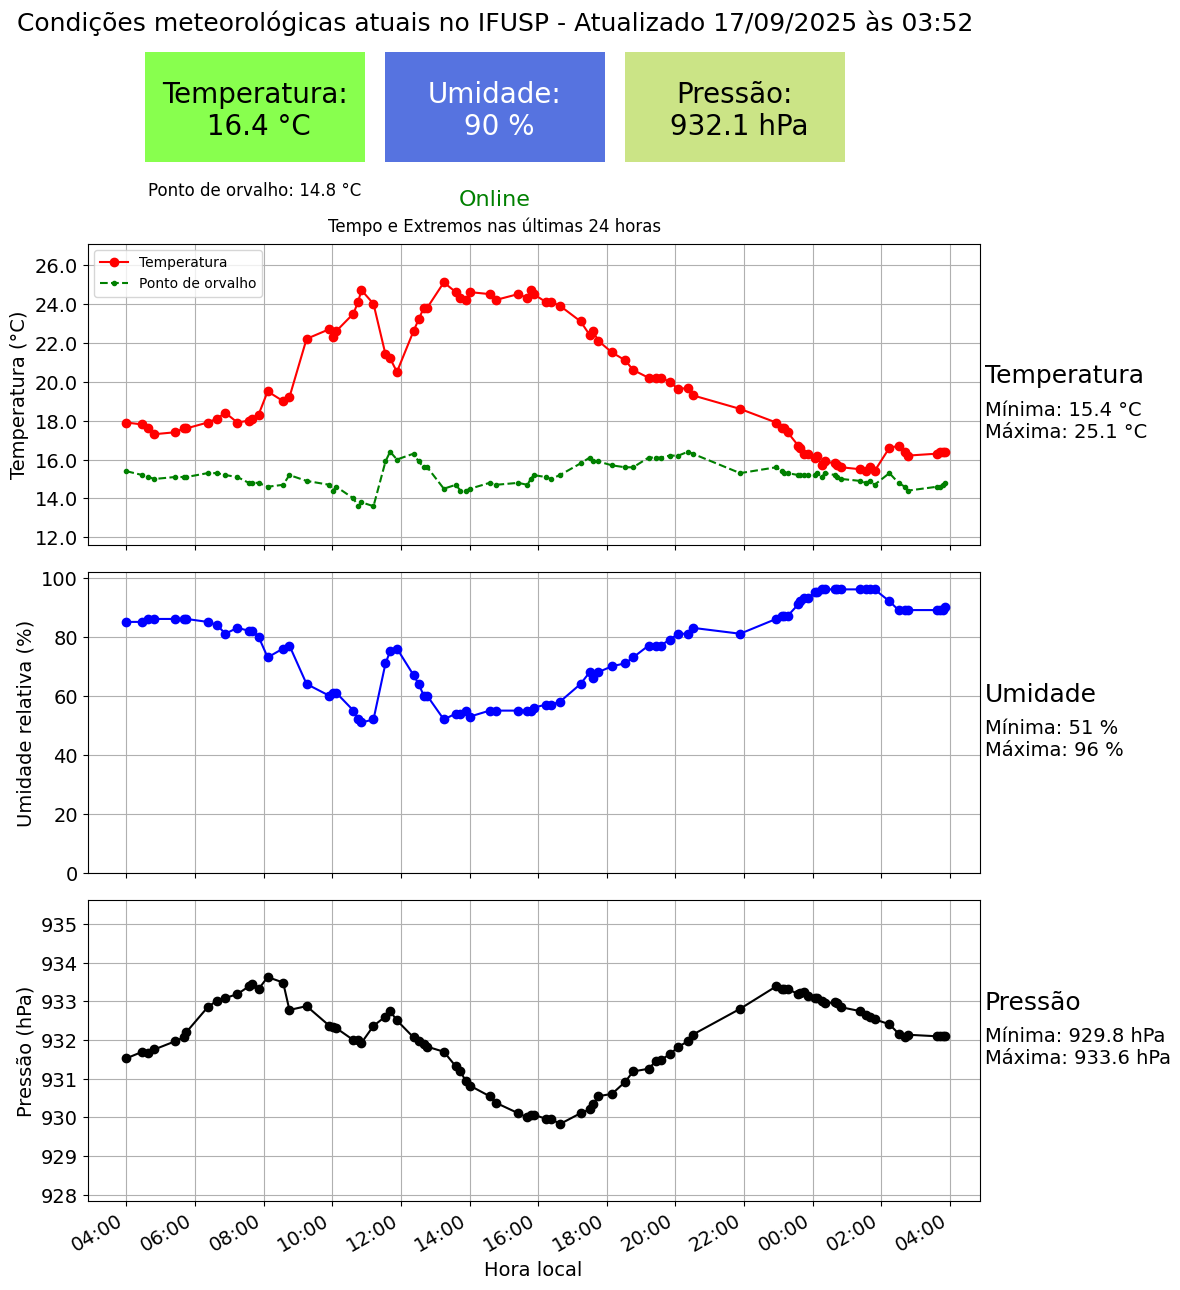 Condições meteorológicas atuais no IFUSP - Atualizado 17/09/2025 às 03:52
Temperatura:
16.4 °C
Umidade:
90 %
Pressão:
932.1 hPa
Ponto de orvalho: 14.8 °C
Online
Tempo e Extremos nas últimas 24 horas
Temperatura (°C)
26.0
24.0
22.0
20.0
18.0
16.0
14.0
12.0
Temperatura
Ponto de orvalho
Temperatura
Mínima: 15.4 °C
Máxima: 25.1 °C
Umidade relativa (%)
100
80
60
40
20
0
Umidade
Mínima: 51 %
Máxima: 96 %
Pressão (hPa)
935
934
933
932
931
930
929
928
Pressão
Mínima: 929.8 hPa
Máxima: 933.6 hPa
04:00 06:00 08:00 10:00 12:00 14:00 16:00 18:00 20:00 22:00 00:00 02:00 04:00
Hora local